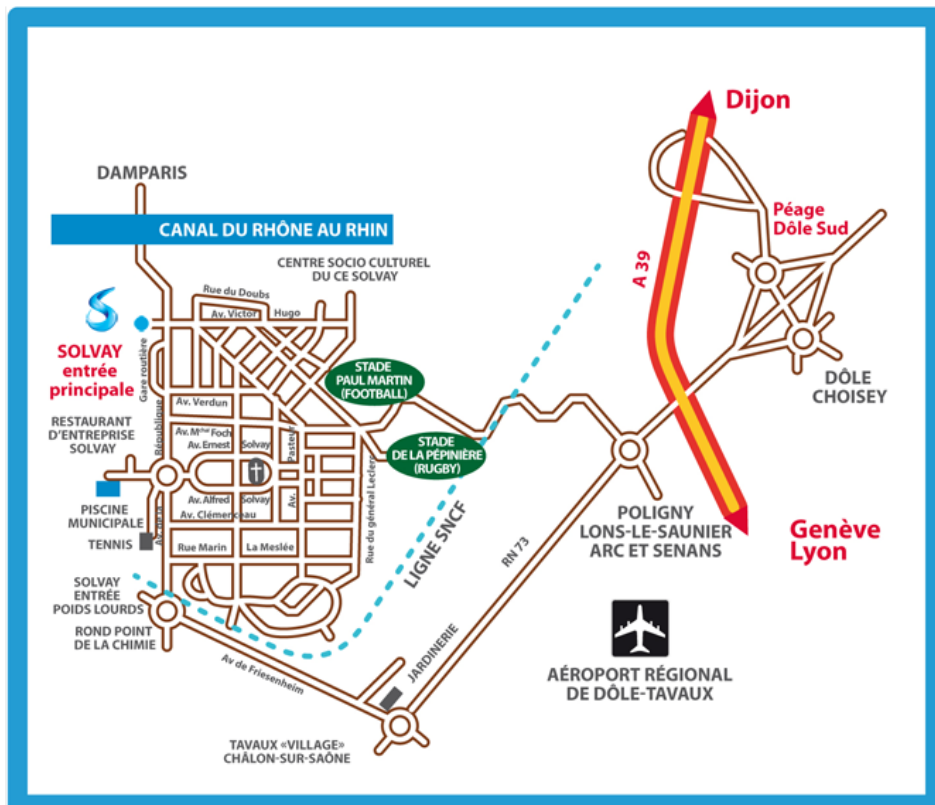 Dijon
DAMPARIS
Péage
Dôle Sud
CANAL DU RHÔNE AU RHIN
CENTRE SOCIO CULTUREL
DU CE SOLVAY
A 39
Rue du Doubs
Av. Victor Hugo
SOLVAY
entrée
principale
Gare routière
STADE
PAUL MARTIN
(FOOTBALL)
DÔLE
CHOISEY
Av. Verdun
RESTAURANT
D'ENTREPRISE
SOLVAY
République
Av. Mchal Foch
Av. Ernest Solvay
Pasteur
STADE
DE LA PÉPINIÈRE
(RUGBY)
Av. Alfred Solvay
Av.
Av. Clémenceau
PISCINE
MUNICIPALE
TENNIS
Rue Marin La Meslée
Rue du général Leclerc
LIGNE SNCF
RN 73
POLIGNY
LONS-LE-SAUNIER
ARC ET SENANS
Genève
Lyon
SOLVAY
ENTRÉE
POIDS LOURDS
ROND POINT
DE LA CHIMIE
Av de Friesenheim
JARDINERIE
AÉROPORT RÉGIONAL
DE DÔLE-TAVAUX
TAVAUX «VILLAGE»
CHÂLON-SUR-SAÔNE